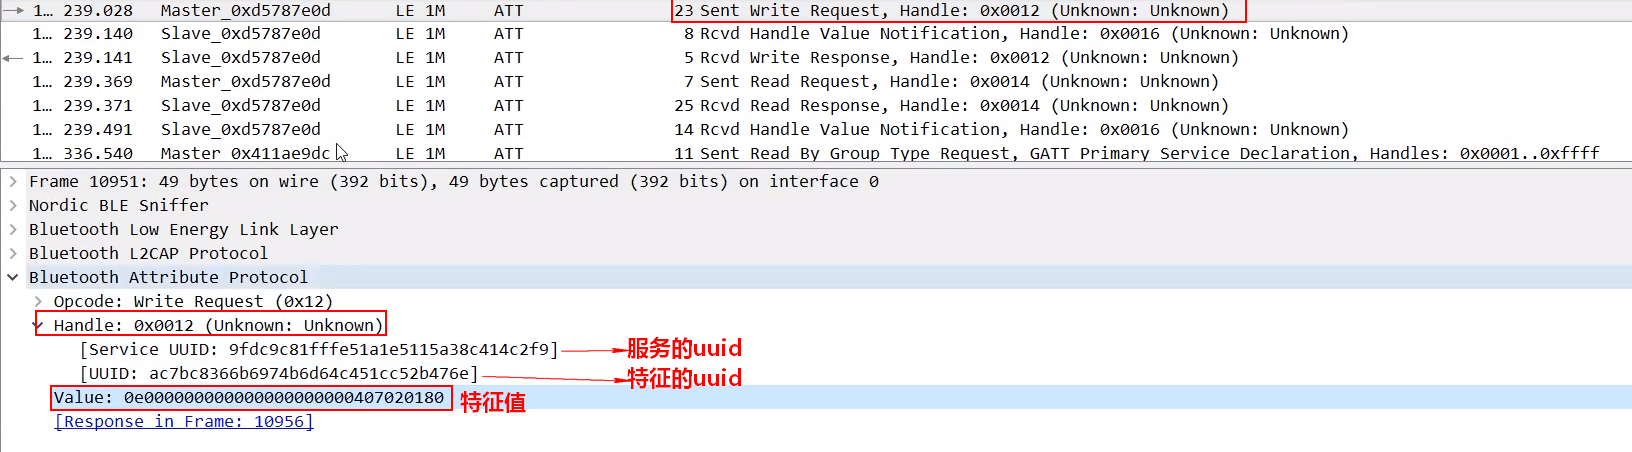 1… 239.028 Master_0xd5787e0d LE 1M ATT 23 Sent Write Request, Handle: 0x0012 (Unknown: Unknown)
1… 239.140 Slave_0xd5787e0d LE 1M ATT 8 Rcvd Handle Value Notification, Handle: 0x0016 (Unknown: Unknown)
1… 239.141 Slave_0xd5787e0d LE 1M ATT 5 Rcvd Write Response, Handle: 0x0012 (Unknown: Unknown)
1… 239.369 Master_0xd5787e0d LE 1M ATT 7 Sent Read Request, Handle: 0x0014 (Unknown: Unknown)
1… 239.371 Slave_0xd5787e0d LE 1M ATT 25 Rcvd Read Response, Handle: 0x0014 (Unknown: Unknown)
1… 239.491 Slave_0xd5787e0d LE 1M ATT 14 Rcvd Handle Value Notification, Handle: 0x0016 (Unknown: Unknown)
1… 336.540 Master_0x411ae9dc LE 1M ATT 11 Sent Read By Group Type Request, GATT Primary Service Declaration, Handles: 0x0001..0xffff
Frame 10951: 49 bytes on wire (392 bits), 49 bytes captured (392 bits) on interface 0
Nordic BLE Sniffer
Bluetooth Low Energy Link Layer
Bluetooth L2CAP Protocol
Bluetooth Attribute Protocol
Opcode: Write Request (0x12)
Handle: 0x0012 (Unknown: Unknown)
[Service UUID: 9fdc9c81fffe51a1e5115a38c414c2f9] 服务的uuid
[UUID: ac7bc8366b6974b6d64c451cc52b476e] 特征的uuid
Value: 0e00000000000000000000000407020180 特征值
[Response in Frame: 10956]